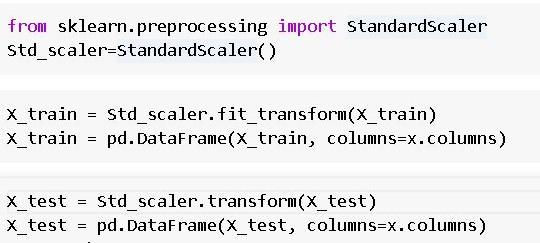 from sklearn.preprocessing import StandardScaler
Std_scaler=StandardScaler()
X_train = Std_scaler.fit_transform(X_train)
X_train = pd.DataFrame(X_train, columns=x.columns)
X_test = Std_scaler.transform(X_test)
X_test = pd.DataFrame(X_test, columns=x.columns)